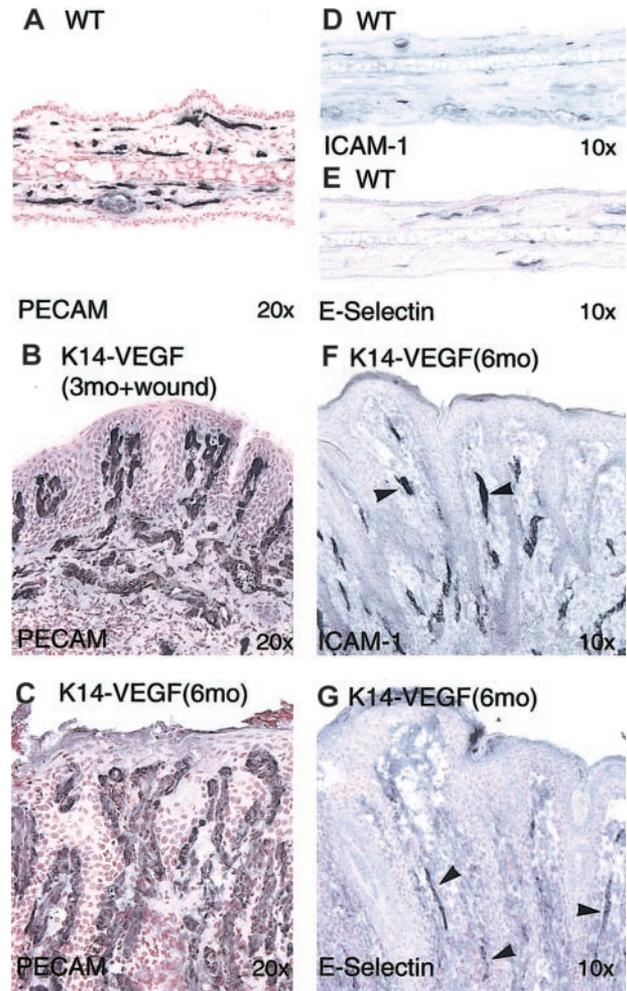 A WT
PECAM 20x
B K14-VEGF
(3mo+wound)
PECAM 20x
C K14-VEGF(6mo)
PECAM 20x
D WT
ICAM-1 10x
E WT
E-Selectin 10x
F K14-VEGF(6mo)
ICAM-1 10x
G K14-VEGF(6mo)
E-Selectin 10x